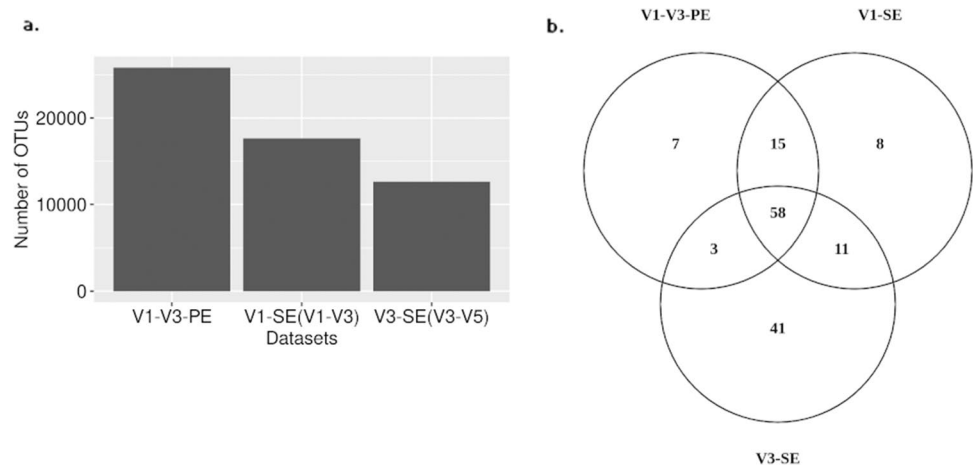 a.
Number of OTUs
20000
10000
0
V1-V3-PE V1-SE(V1-V3) V3-SE(V3-V5)
Datasets
b.
V1-V3-PE V1-SE
7 15 8
58
3 11
41
V3-SE